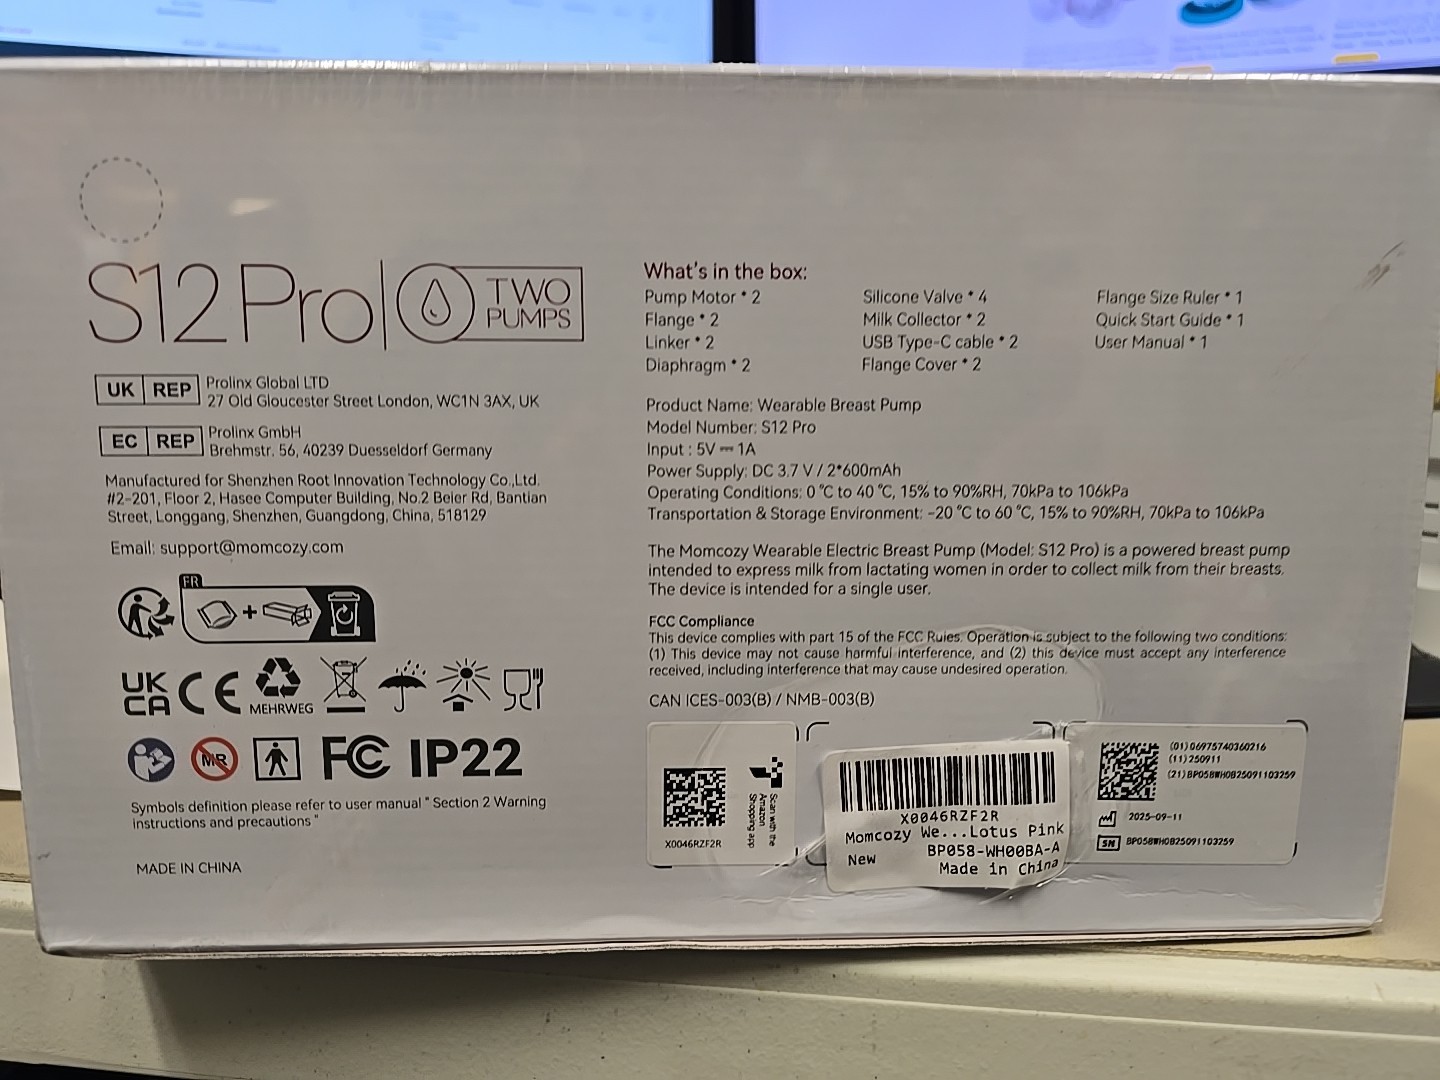 S12 Pro
TWO
PUMPS
UK REP
Prolinx Global LTD
27 Old Gloucester Street London, WC1N 3AX, UK
EC REP
Prolinx GmbH
Brehmstr. 56, 40239 Duesseldorf Germany
Manufactured for Shenzhen Root Innovation Technology Co.,Ltd.
#2-201, Floor 2, Hasee Computer Building, No.2 Beier Rd, Bantian
Street, Longgang, Shenzhen, Guangdong, China, 518129
Email: support@momcozy.com
FR
+
UK
CA
CE
MEHRWEG
MR
FC IP22
Symbols definition please refer to user manual " Section 2 Warning
instructions and precautions "
MADE IN CHINA
What's in the box:
Pump Motor * 2
Flange * 2
Linker * 2
Diaphragm * 2
Silicone Valve * 4
Milk Collector * 2
USB Type-C cable * 2
Flange Cover * 2
Flange Size Ruler * 1
Quick Start Guide * 1
User Manual * 1
Product Name: Wearable Breast Pump
Model Number: S12 Pro
Input : 5V ⎓ 1A
Power Supply: DC 3.7 V / 2*600mAh
Operating Conditions: 0 ℃ to 40 ℃, 15% to 90%RH, 70kPa to 106kPa
Transportation & Storage Environment: -20 ℃ to 60 ℃, 15% to 90%RH, 70kPa to 106kPa
The Momcozy Wearable Electric Breast Pump (Model: S12 Pro) is a powered breast pump
intended to express milk from lactating women in order to collect milk from their breasts.
The device is intended for a single user.
FCC Compliance
This device complies with part 15 of the FCC Rules. Operation is subject to the following two conditions:
(1) This device may not cause harmful interference, and (2) this device must accept any interference
received, including interference that may cause undesired operation.
CAN ICES-003(B) / NMB-003(B)
Scan with the
Amazon
Shopping app
X0046RZF2R
X0046RZF2R
Momcozy We...Lotus Pink
New
BP058-WH00BA-A
Made in China
(01)06975740360216
(11)250911
(21)BP058WH0B25091103259
2025-09-11
SN BP058WH0B25091103259